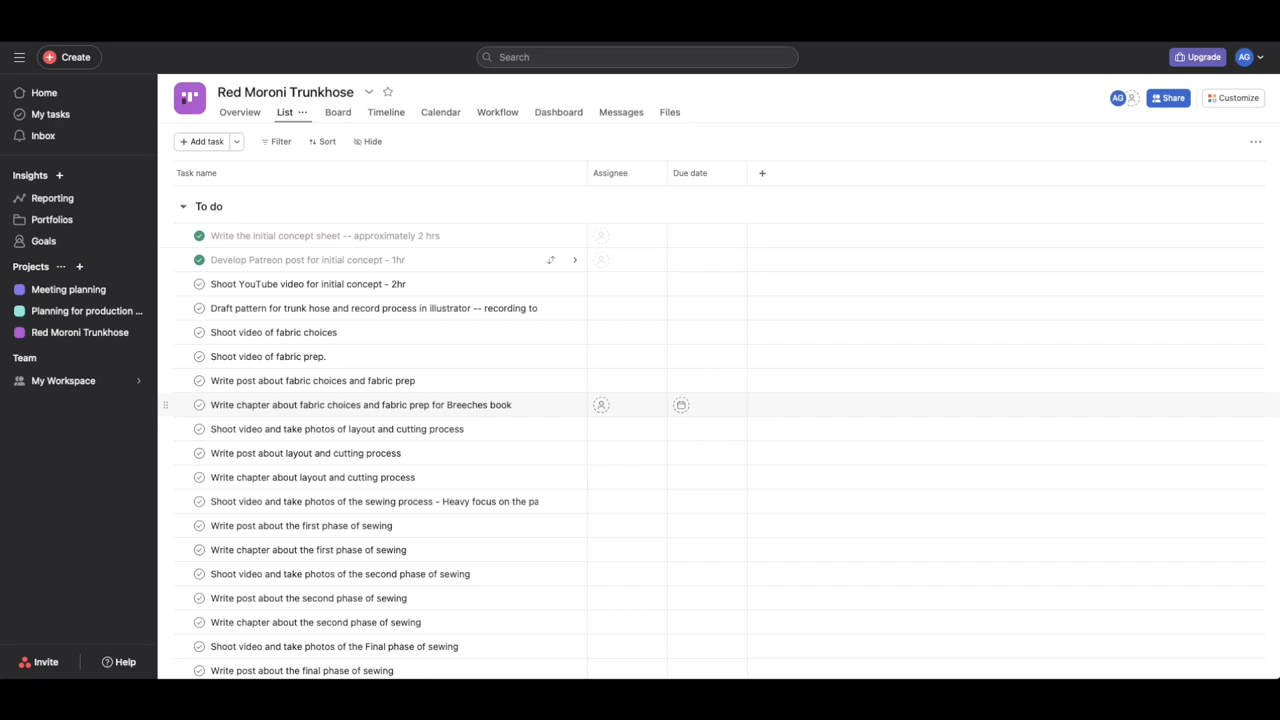 Create
Search
Upgrade
AG
Home
My tasks
Inbox
Insights
Reporting
Portfolios
Goals
Projects
Meeting planning
Planning for production ...
Red Moroni Trunkhose
Team
My Workspace
Invite
Help
Red Moroni Trunkhose
AG
Share
Customize
Overview List Board Timeline Calendar Workflow Dashboard Messages Files
Add task Filter Sort Hide
Task name Assignee Due date
To do
Write the initial concept sheet -- approximately 2 hrs
Develop Patreon post for initial concept - 1hr
Shoot YouTube video for initial concept - 2hr
Draft pattern for trunk hose and record process in illustrator -- recording to
Shoot video of fabric choices
Shoot video of fabric prep.
Write post about fabric choices and fabric prep
Write chapter about fabric choices and fabric prep for Breeches book
Shoot video and take photos of layout and cutting process
Write post about layout and cutting process
Write chapter about layout and cutting process
Shoot video and take photos of the sewing process - Heavy focus on the pa
Write post about the first phase of sewing
Write chapter about the first phase of sewing
Shoot video and take photos of the second phase of sewing
Write post about the second phase of sewing
Write chapter about the second phase of sewing
Shoot video and take photos of the Final phase of sewing
Write post about the final phase of sewing